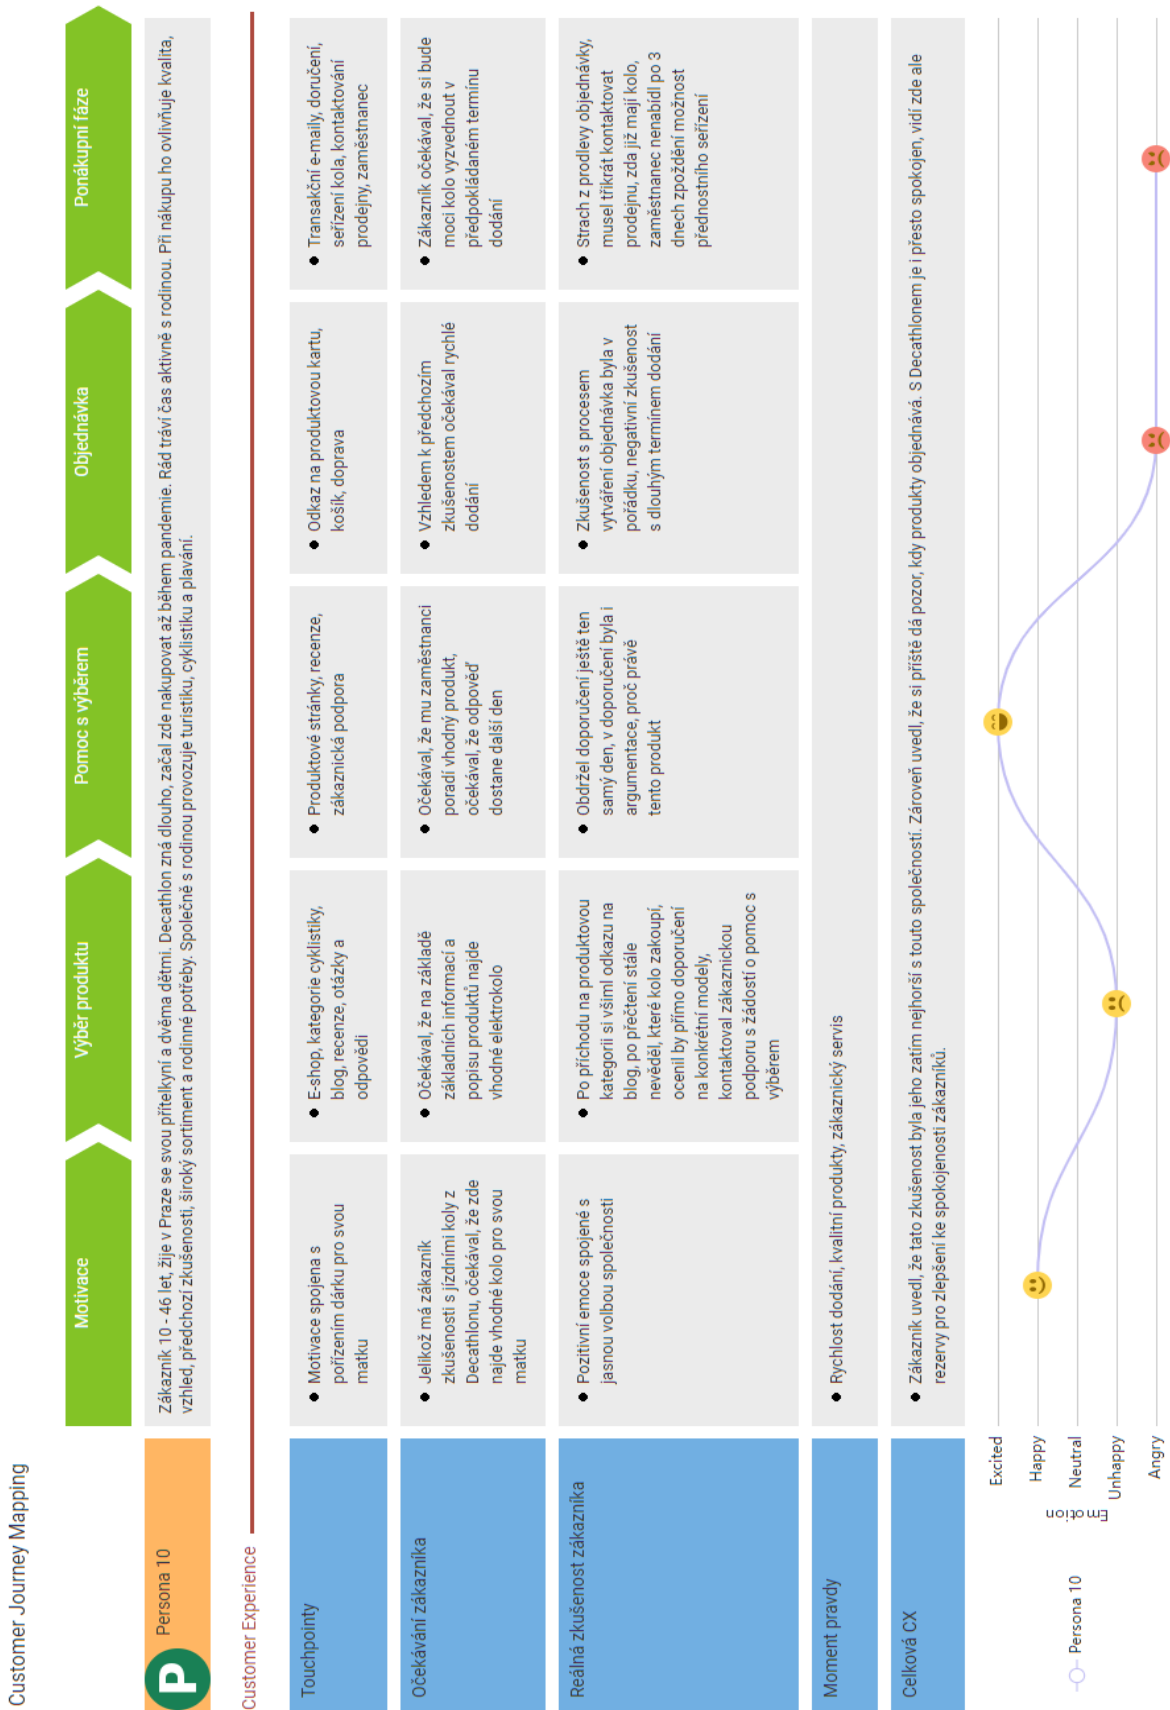 Customer Journey Mapping
Motivace
Výběr produktu
Pomoc s výběrem
Objednávka
Ponákupní fáze
P
Persona 10
Zákazník 10 - 46 let, žije v Praze se svou přítelkyní a dvěma dětmi. Decathlon zná dlouho, začal zde nakupovat až během pandemie. Rád tráví čas aktivně s rodinou. Při nákupu ho ovlivňuje kvalita,
vzhled, předchozí zkušenosti, široký sortiment a rodinné potřeby. Společně s rodinou provozuje turistiku, cyklistiku a plavání.
Customer Experience
Touchpointy
● Motivace spojena s
pořízením dárku pro svou
matku
● E-shop, kategorie cyklistiky,
blog, recenze, otázky a
odpovědi
● Produktové stránky, recenze,
zákaznická podpora
● Odkaz na produktovou kartu,
košík, doprava
● Transakční e-maily, doručení,
seřízení kola, kontaktování
prodejny, zaměstnanec
Očekávání zákazníka
● Jelikož má zákazník
zkušenosti s jízdními koly z
Decathlonu, očekával, že zde
najde vhodné kolo pro svou
matku
● Očekával, že na základě
základních informací a
popisu produktů najde
vhodné elektrokolo
● Očekával, že mu zaměstnanci
poradí vhodný produkt,
očekával, že odpověď
dostane další den
● Vzhledem k předchozím
zkušenostem očekával rychlé
dodání
● Zákazník očekával, že si bude
moci kolo vyzvednout v
předpokládaném termínu
dodání
Reálná zkušenost zákazníka
● Pozitivní emoce spojené s
jasnou volbou společnosti
● Po příchodu na produktovou
kategorii si všiml odkazu na
blog, po přečtení stále
nevěděl, které kolo zakoupí,
ocenil by přímo doporučení
na konkrétní modely,
kontaktoval zákaznickou
podporu s žádostí o pomoc s
výběrem
● Obdržel doporučení ještě ten
samý den, v doporučení byla i
argumentace, proč právě
tento produkt
● Zkušenost s procesem
vytváření objednávka byla v
pořádku, negativní zkušenost
s dlouhým termínem dodání
● Strach z prodlevy objednávky,
musel třikrát kontaktovat
prodejnu, zda již mají kolo,
zaměstnanec nenabídl po 3
dnech zpoždění možnost
přednostního seřízení
Moment pravdy
● Rychlost dodání, kvalitní produkty, zákaznický servis
Celková CX
● Zákazník uvedl, že tato zkušenost byla jeho zatím nejhorší s touto společností. Zároveň uvedl, že si příště dá pozor, kdy produkty objednává. S Decathlonem je i přesto spokojen, vidí zde ale
rezervy pro zlepšení ke spokojenosti zákazníků.
Excited
Happy
Neutral
Unhappy
Angry
Emotion
Persona 10